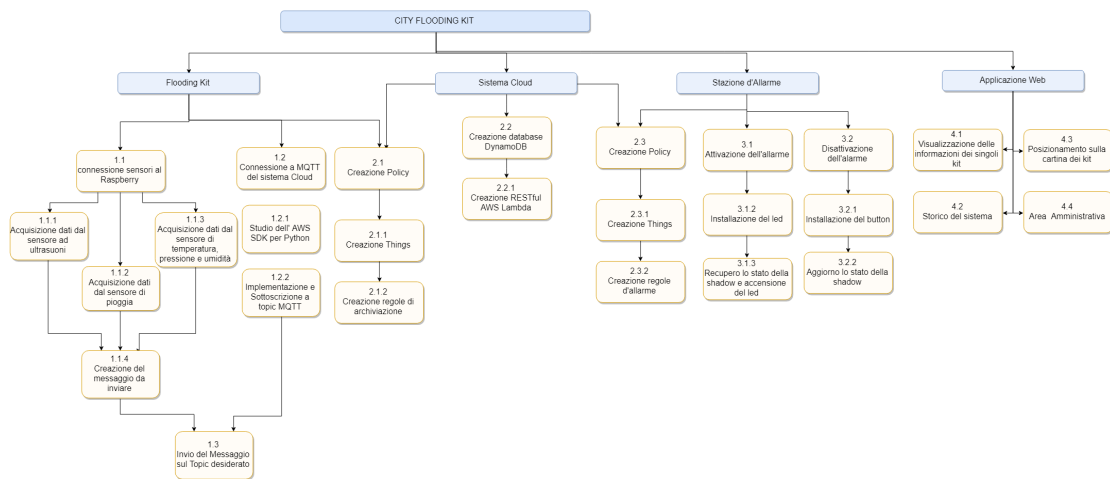 CITY FLOODING KIT
Flooding Kit
Sistema Cloud
Stazione d'Allarme
Applicazione Web
1.1
connessione sensori al
Raspberry
1.2
Connessione a MQTT
del sistema Cloud
2.1
Creazione Policy
2.2
Creazione database
DynamoDB
2.3
Creazione Policy
3.1
Attivazione dell'allarme
3.2
Disattivazione
dell'alarme
4.1
Visualizzazione delle
informazioni dei singoli
kit
4.3
Posizionamento sulla
cartina dei kit
1.1.1
Acquisizione dati dal
sensore ad
ultrasuoni
1.1.3
Acquisizione dati dal
sensore di
temperatura,
pressione e umidità
1.2.1
Studio dell' AWS
SDK per Python
2.1.1
Creazione Things
2.2.1
Creazione RESTful
AWS Lambda
2.3.1
Creazione Things
3.1.2
Installazione del led
3.2.1
Installazione del button
4.2
Storico del sistema
4.4
Area Amministrativa
1.1.2
Acquisizione dati
dal sensore di
pioggia
1.2.2
Implementazione e
Sottoscrizione a
topic MQTT
2.1.2
Creazione regole di
archiviazione
2.3.2
Creazione regole
d'allarme
3.1.3
Recupero lo stato della
shadow e accensione
del led
3.2.2
Aggiorno lo stato della
shadow
1.1.4
Creazione del
messaggio da
inviare
1.3
Invio del Messaggio
sul Topic desiderato